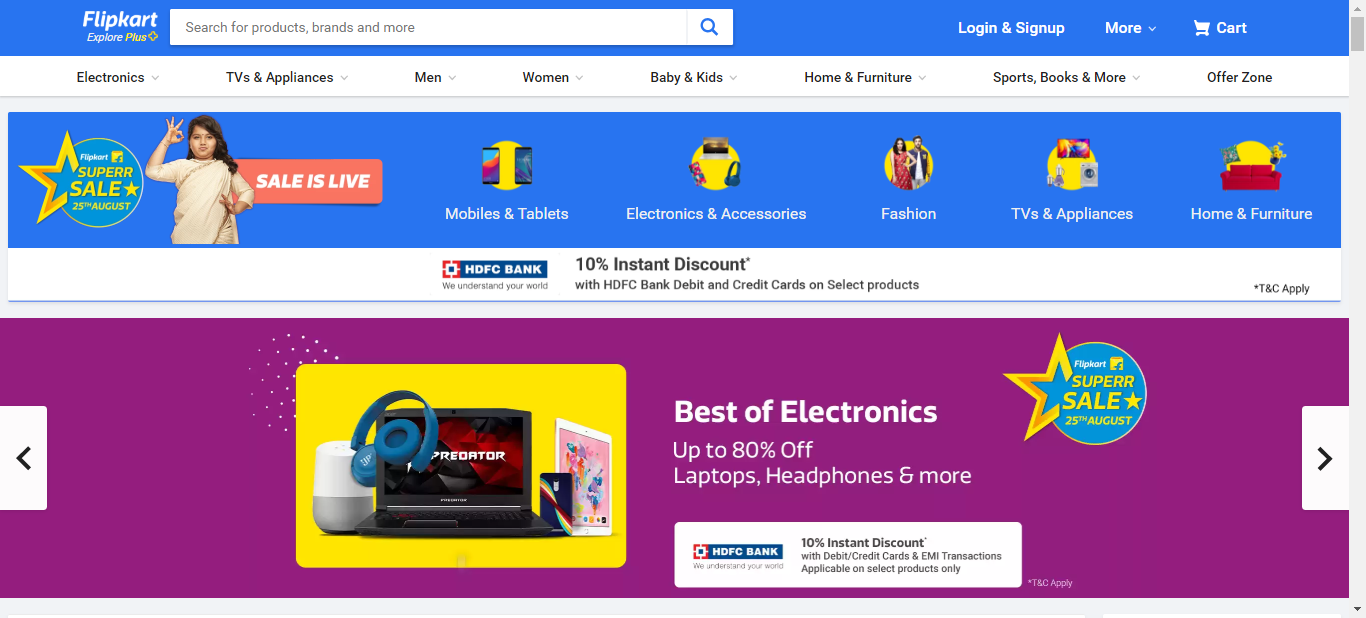 Flipkart
Explore Plus
Search for products, brands and more
Login & Signup
More
Cart
Electronics
TVs & Appliances
Men
Women
Baby & Kids
Home & Furniture
Sports, Books & More
Offer Zone
Flipkart
SUPERR
SALE
25TH AUGUST
SALE IS LIVE
Mobiles & Tablets
Electronics & Accessories
Fashion
TVs & Appliances
Home & Furniture
HDFC BANK
We understand your world
10% Instant Discount*
with HDFC Bank Debit and Credit Cards on Select products
*T&C Apply
PREDATOR
PREDATOR
Best of Electronics
Up to 80% Off
Laptops, Headphones & more
Flipkart
SUPERR
SALE
25TH AUGUST
HDFC BANK
We understand your world
10% Instant Discount*
with Debit/Credit Cards & EMI Transactions
Applicable on select products only
*T&C Apply